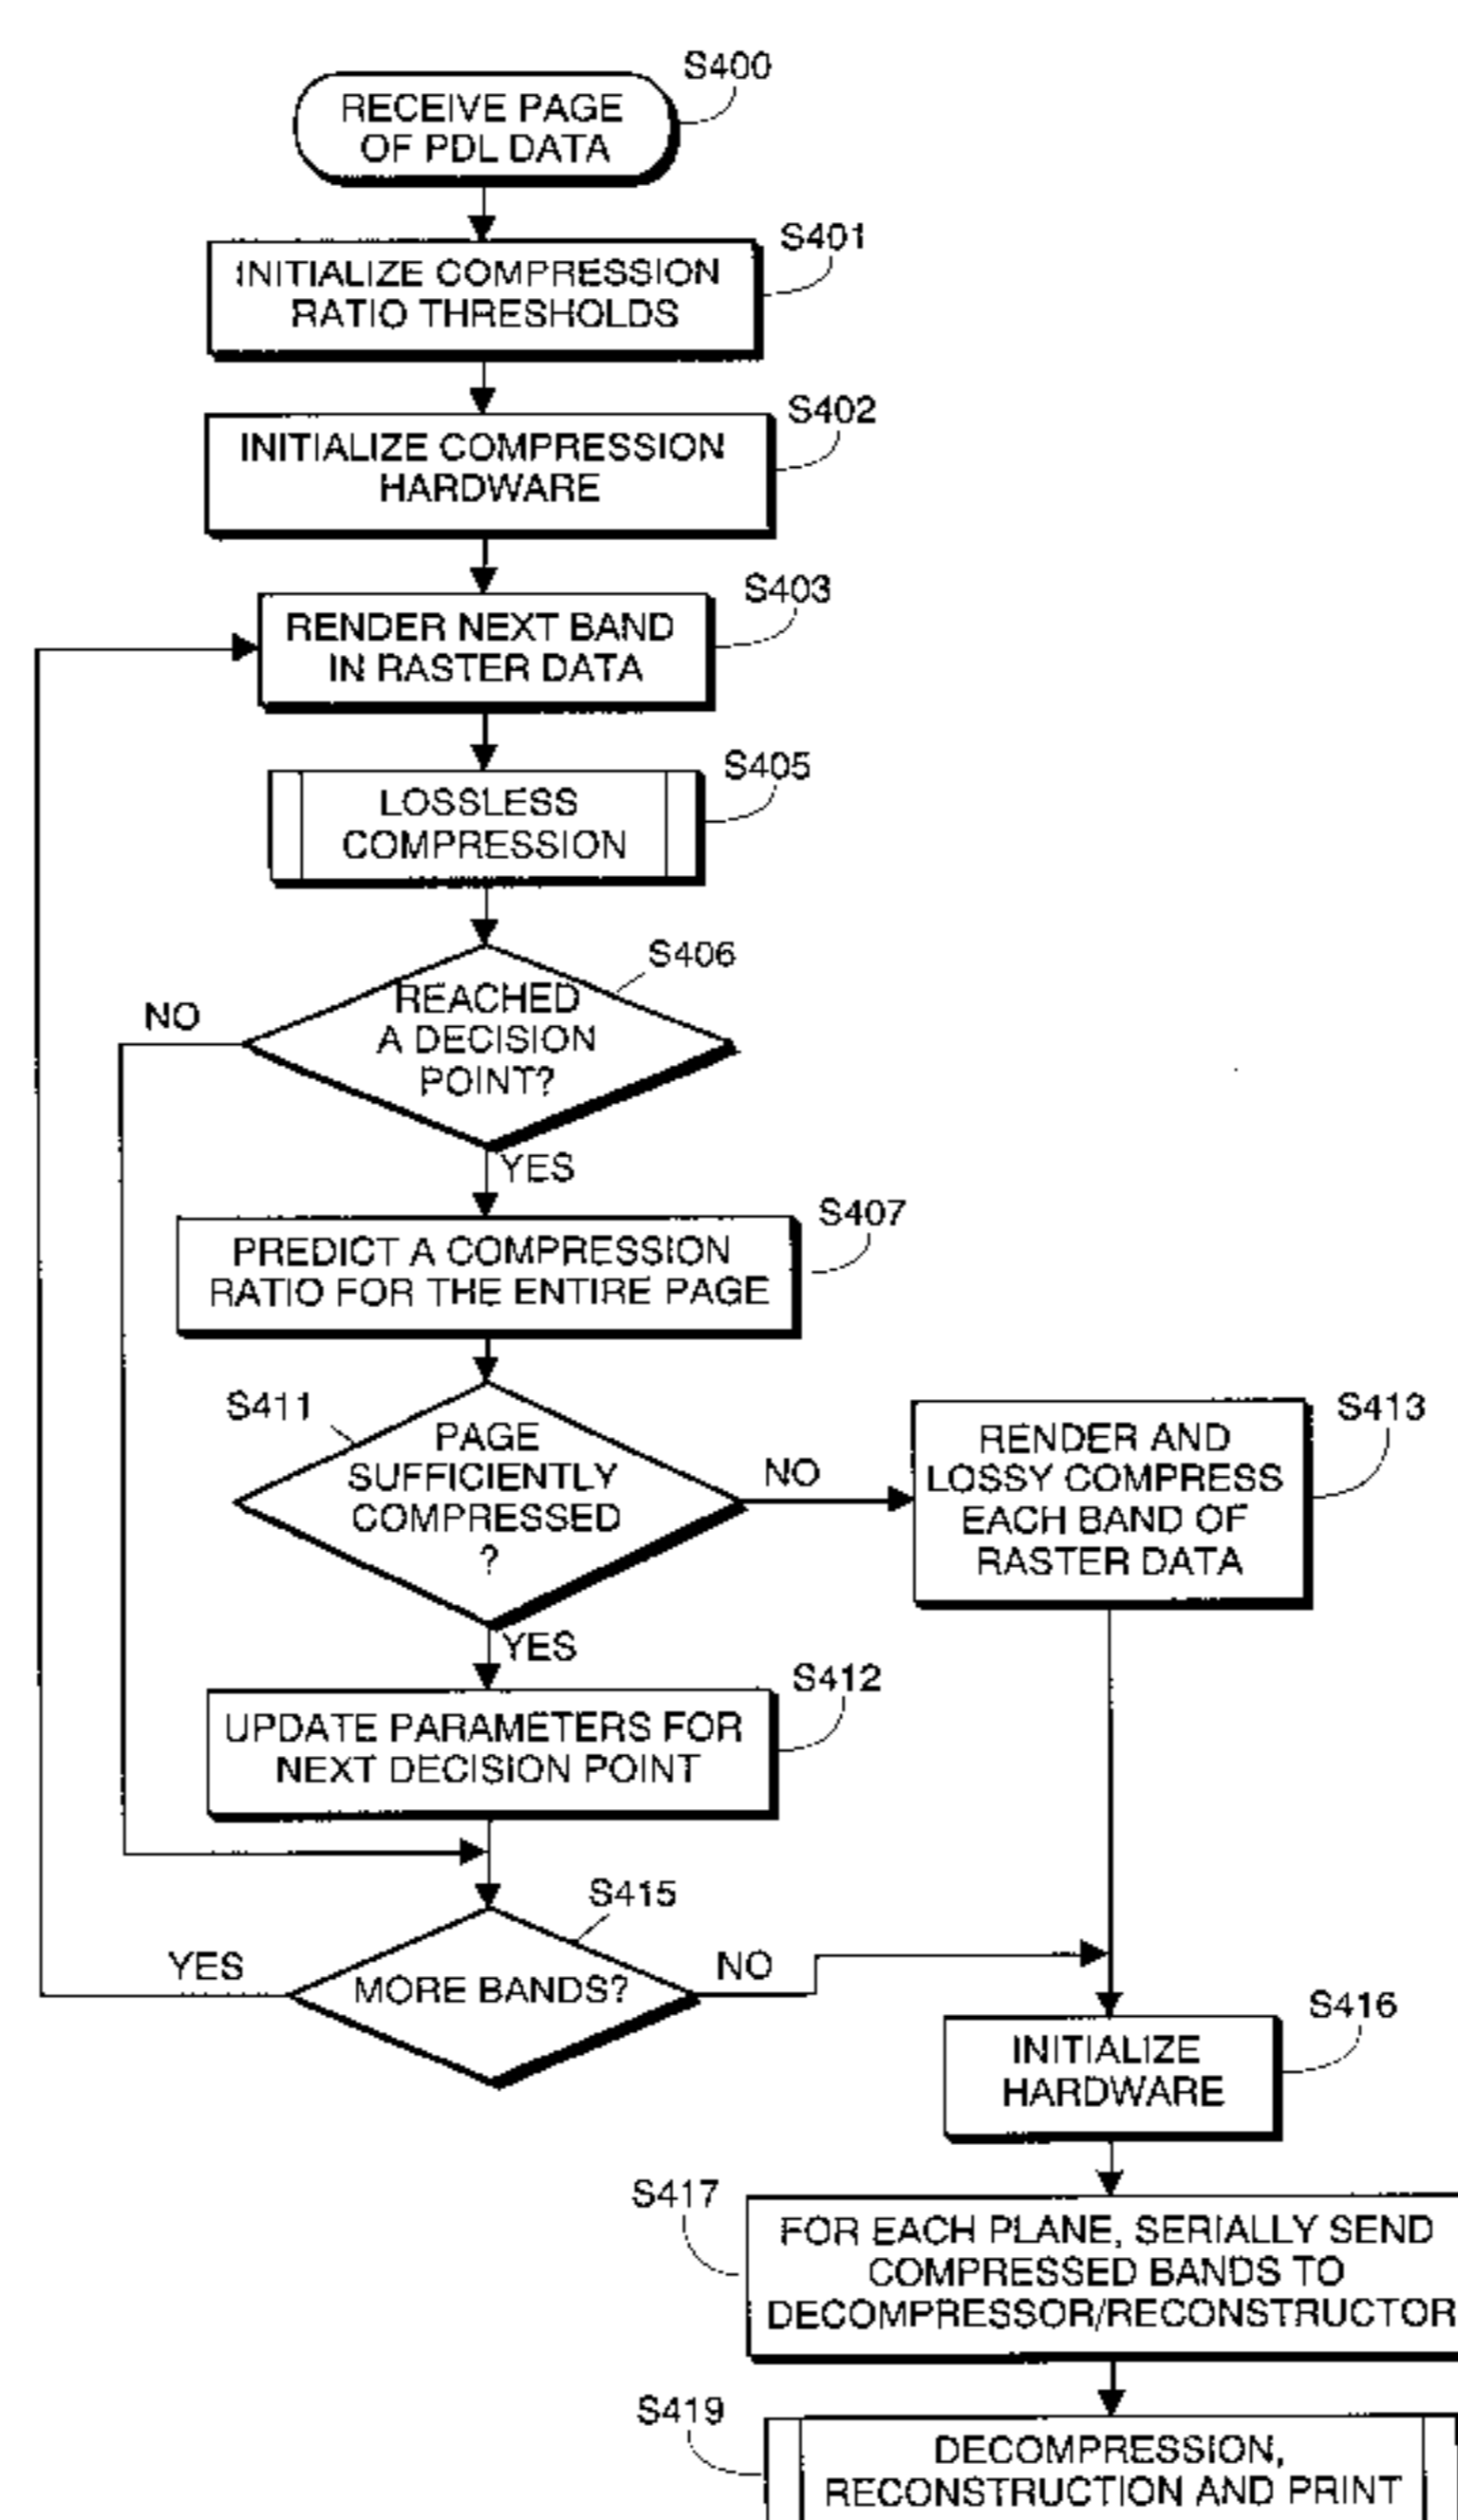 S400
RECEIVE PAGE
OF PDL DATA
S401
INITIALIZE COMPRESSION
RATIO THRESHOLDS
S402
INITIALIZE COMPRESSION
HARDWARE
S403
RENDER NEXT BAND
IN RASTER DATA
S405
LOSSLESS
COMPRESSION
S406
REACHED
A DECISION
POINT?
NO
YES
S407
PREDICT A COMPRESSION
RATIO FOR THE ENTIRE PAGE
S411
PAGE
SUFFICIENTLY
COMPRESSED
?
NO
YES
S413
RENDER AND
LOSSY COMPRESS
EACH BAND OF
RASTER DATA
S412
UPDATE PARAMETERS FOR
NEXT DECISION POINT
S415
MORE BANDS?
YES
NO
S416
INITIALIZE
HARDWARE
S417
FOR EACH PLANE, SERIALLY SEND
COMPRESSED BANDS TO
DECOMPRESSOR/RECONSTRUCTOR
S419
DECOMPRESSION,
RECONSTRUCTION AND PRINT